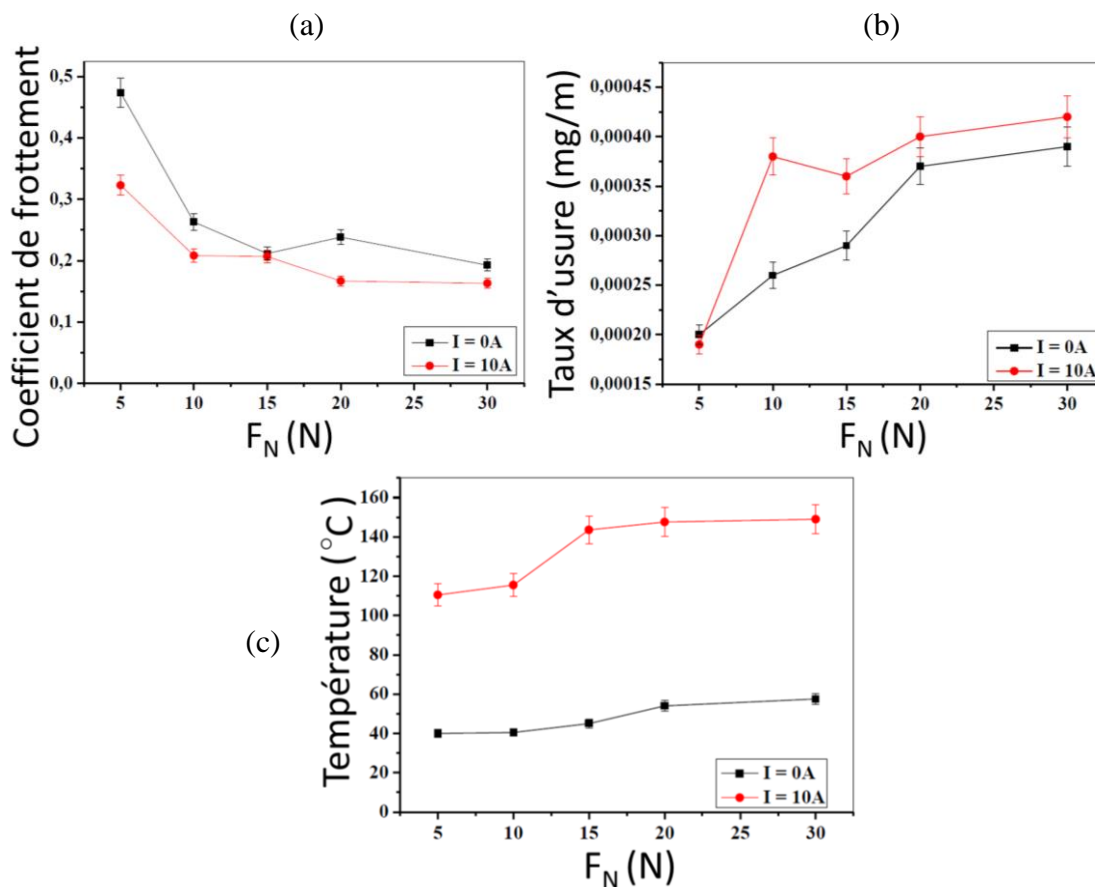 (a)
Coefficient de frottement
0,5
0,4
0,3
0,2
0,1
0,0
I = 0A
I = 10A
5 10 15 20 25 30
F_N (N)
(b)
Taux d’usure (mg/m)
0,00045
0,00040
0,00035
0,00030
0,00025
0,00020
0,00015
I = 0A
I = 10A
5 10 15 20 25 30
F_N (N)
(c)
Température (°C)
160
140
120
100
80
60
40
20
0
I = 0A
I = 10A
5 10 15 20 25 30
F_N (N)